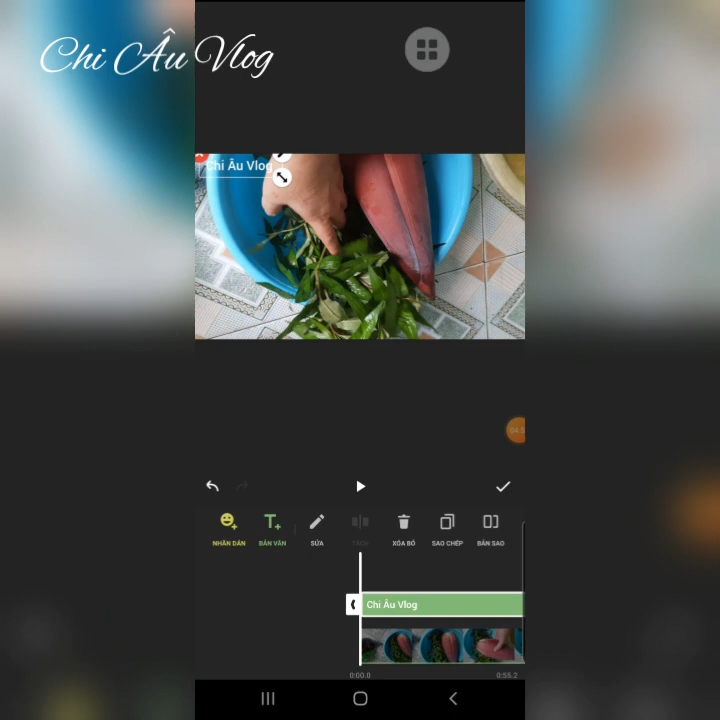 Chi Âu Vlog
Chi Âu Vlog
NHÃN DÁN
BẢN VĂN
SỬA
TÁCH
XÓA BỎ
SAO CHÉP
BẢN SAO
Chi Âu Vlog
0:00.0
0:55.2